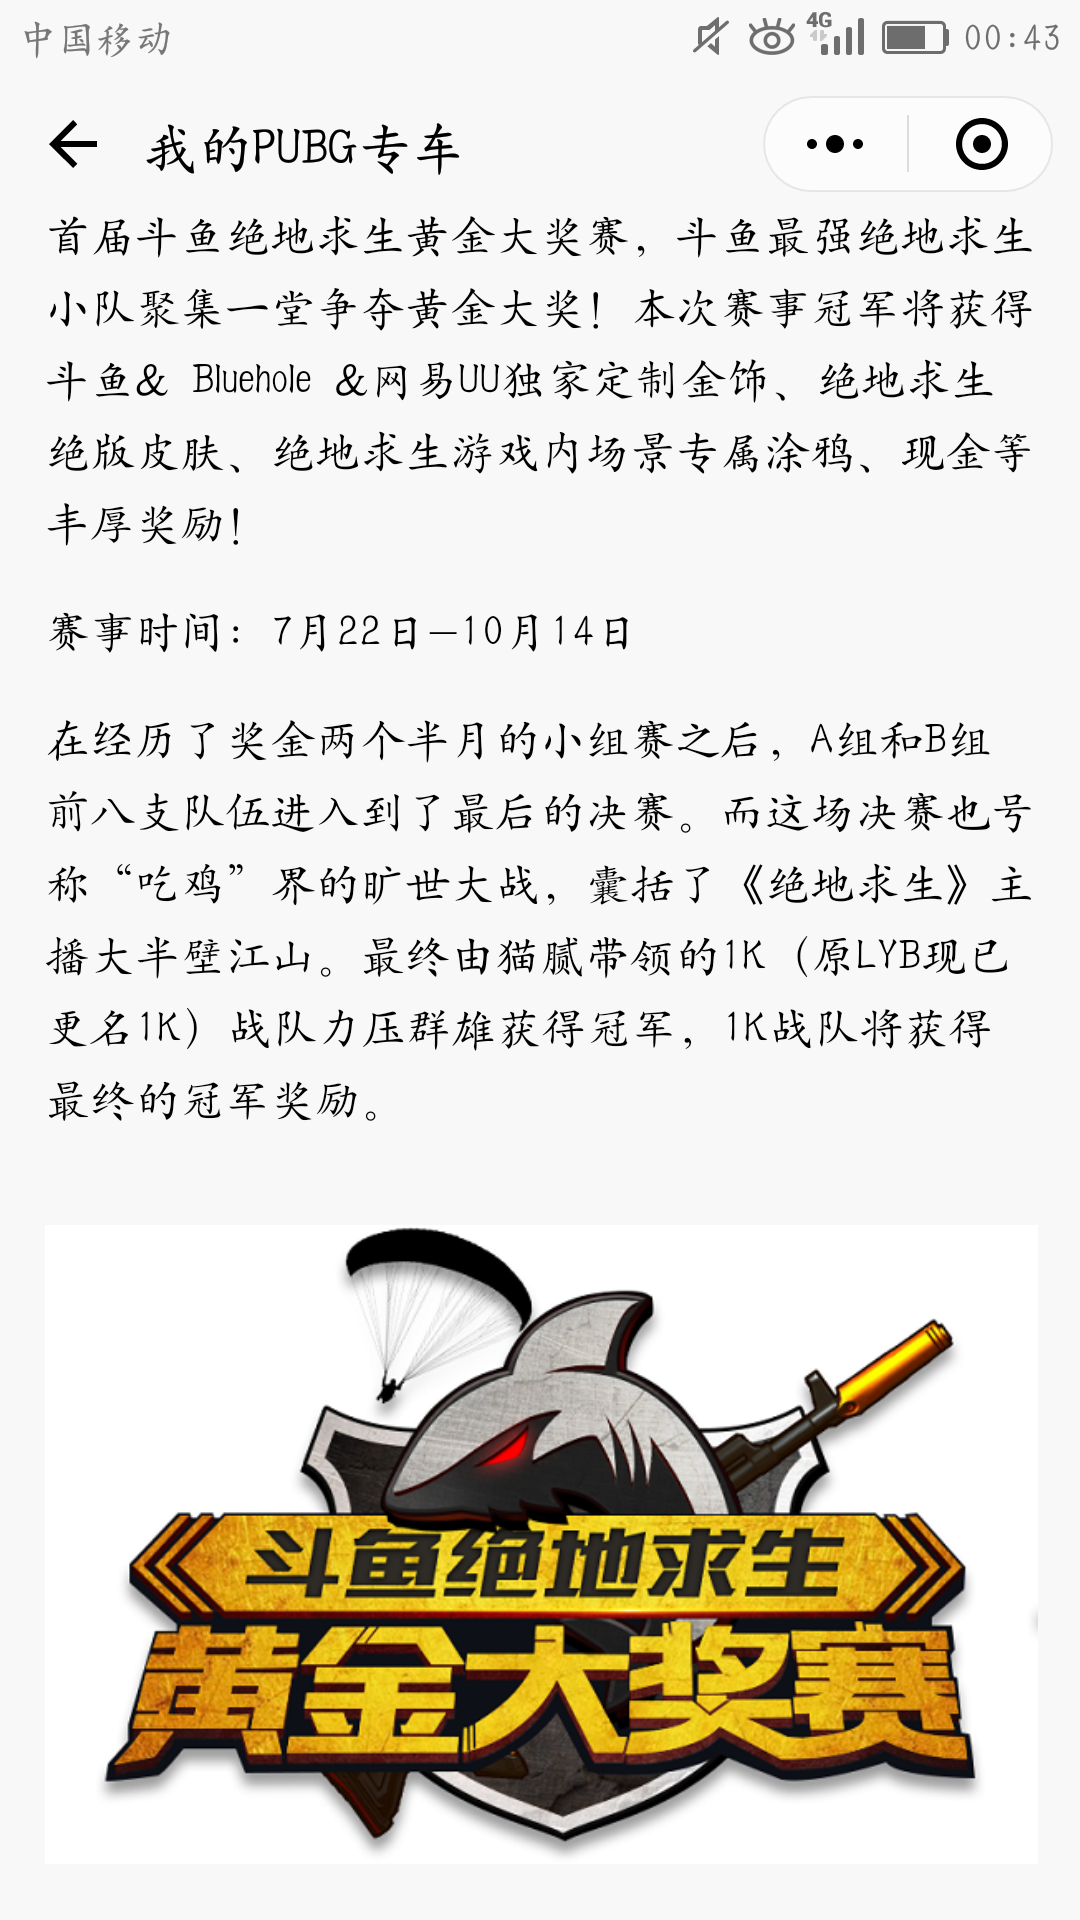 中国移动
4G
00:43
我的PUBG专车
首届斗鱼绝地求生黄金大奖赛，斗鱼最强绝地求生
小队聚集一堂争夺黄金大奖！本次赛事冠军将获得
斗鱼& Bluehole &网易UU独家定制金饰、绝地求生
绝版皮肤、绝地求生游戏内场景专属涂鸦、现金等
丰厚奖励！
赛事时间：7月22日—10月14日
在经历了奖金两个半月的小组赛之后，A组和B组
前八支队伍进入到了最后的决赛。而这场决赛也号
称“吃鸡”界的旷世大战，囊括了《绝地求生》主
播大半壁江山。最终由猫腻带领的1K（原LYB现已
更名1K）战队力压群雄获得冠军，1K战队将获得
最终的冠军奖励。
斗鱼绝地求生
黄金大奖赛